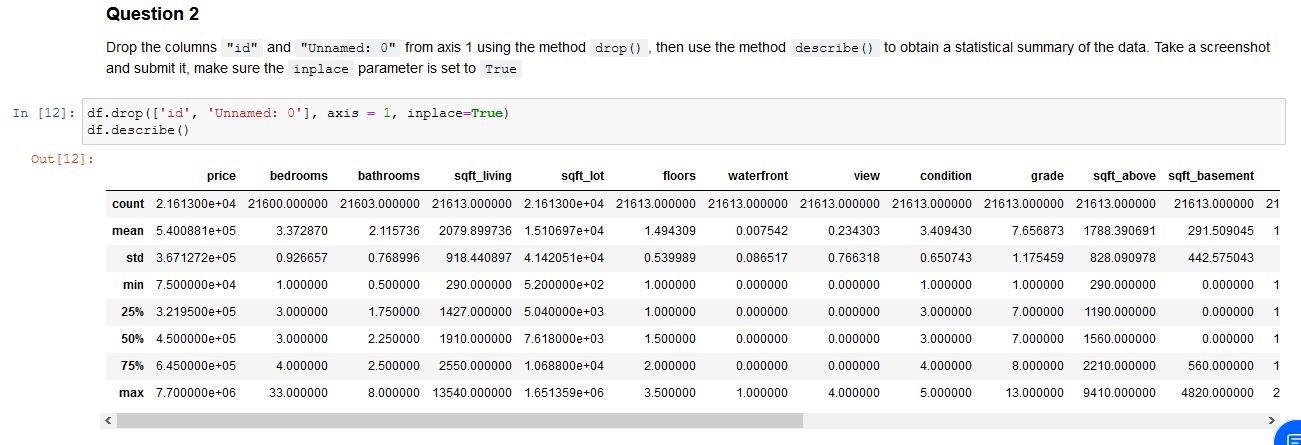 Question 2
Drop the columns "id" and "Unnamed: 0" from axis 1 using the method drop() , then use the method describe() to obtain a statistical summary of the data. Take a screenshot
and submit it, make sure the inplace parameter is set to True
In [12]: df.drop(['id', 'Unnamed: 0'], axis = 1, inplace=True)
df.describe()
Out[12]:
price bedrooms bathrooms sqft_living sqft_lot floors waterfront view condition grade sqft_above sqft_basement
count 2.161300e+04 21600.000000 21603.000000 21613.000000 2.161300e+04 21613.000000 21613.000000 21613.000000 21613.000000 21613.000000 21613.000000 21613.000000 21
mean 5.400881e+05 3.372870 2.115736 2079.899736 1.510697e+04 1.494309 0.007542 0.234303 3.409430 7.656873 1788.390691 291.509045 1
std 3.671272e+05 0.926657 0.768996 918.440897 4.142051e+04 0.539989 0.086517 0.766318 0.650743 1.175459 828.090978 442.575043
min 7.500000e+04 1.000000 0.500000 290.000000 5.200000e+02 1.000000 0.000000 0.000000 1.000000 1.000000 290.000000 0.000000 1
25% 3.219500e+05 3.000000 1.750000 1427.000000 5.040000e+03 1.000000 0.000000 0.000000 3.000000 7.000000 1190.000000 0.000000 1
50% 4.500000e+05 3.000000 2.250000 1910.000000 7.618000e+03 1.500000 0.000000 0.000000 3.000000 7.000000 1560.000000 0.000000 1
75% 6.450000e+05 4.000000 2.500000 2550.000000 1.068800e+04 2.000000 0.000000 0.000000 4.000000 8.000000 2210.000000 560.000000 1
max 7.700000e+06 33.000000 8.000000 13540.000000 1.651359e+06 3.500000 1.000000 4.000000 5.000000 13.000000 9410.000000 4820.000000 2